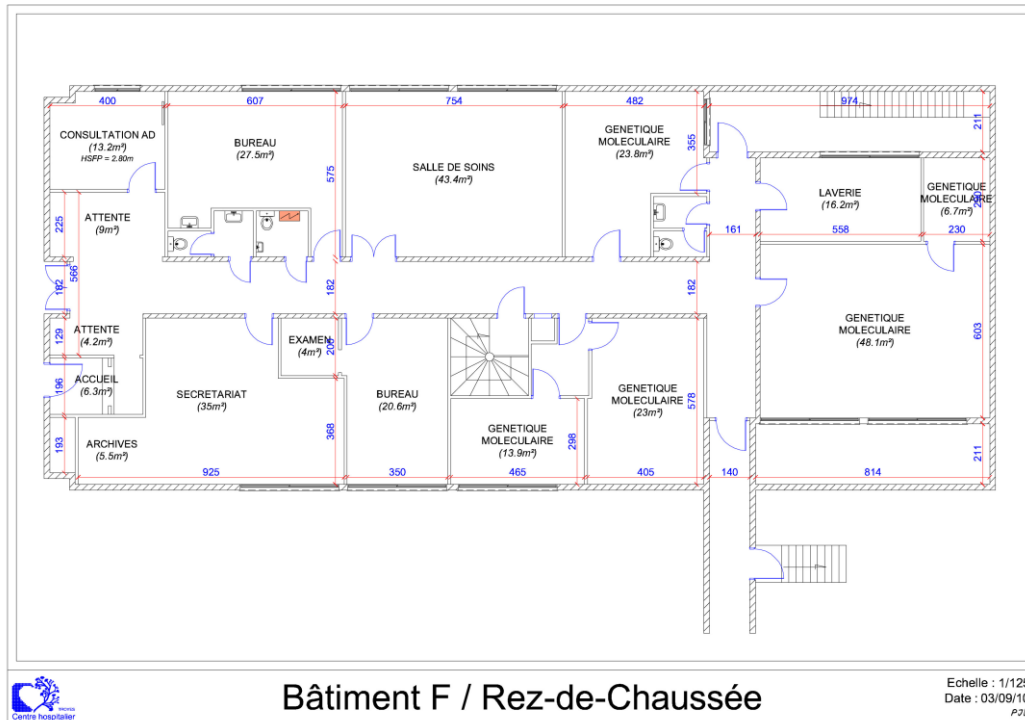 400
607
754
482
974
CONSULTATION AD
(13.2m²)
HSFP = 2.80m
BUREAU
(27.5m²)
575
SALLE DE SOINS
(43.4m²)
GENETIQUE
MOLECULAIRE
(23.8m²)
355
211
LAVERIE
(16.2m²)
GENETIQUE
MOLECULAIRE
(6.7m²)
290
225
ATTENTE
(9m²)
161
558
230
182
566
182
182
129
ATTENTE
(4.2m²)
EXAMEN
(4m²)
GENETIQUE
MOLECULAIRE
(48.1m²)
603
196
ACCUEIL
(6.3m²)
SECRETARIAT
(35m²)
BUREAU
(20.6m²)
GENETIQUE
MOLECULAIRE
(23m²)
578
193
ARCHIVES
(5.5m²)
368
GENETIQUE
MOLECULAIRE
(13.9m²)
298
211
925
350
465
405
140
814
Centre hospitalier
Bâtiment F / Rez-de-Chaussée
Echelle : 1/125
Date : 03/09/10